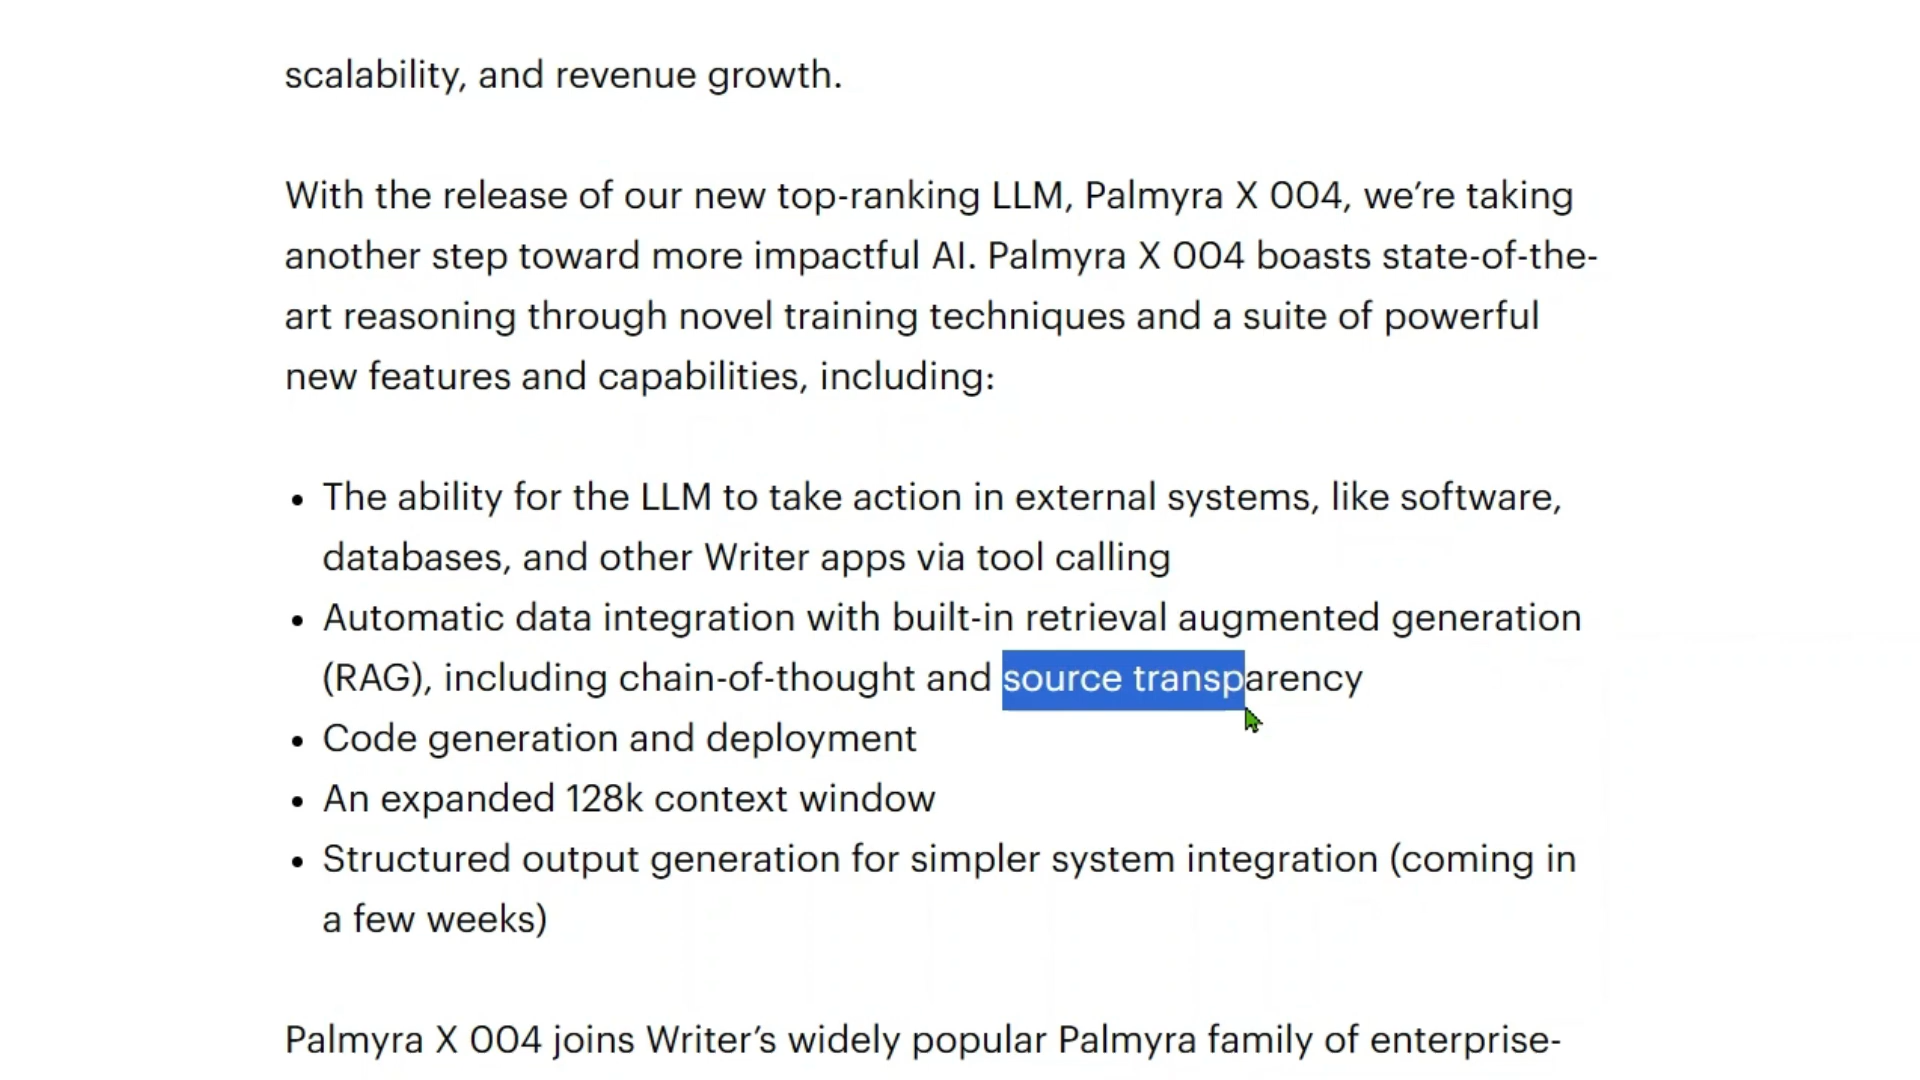 scalability, and revenue growth.
With the release of our new top-ranking LLM, Palmyra X 004, we’re taking
another step toward more impactful AI. Palmyra X 004 boasts state-of-the-
art reasoning through novel training techniques and a suite of powerful
new features and capabilities, including:
• The ability for the LLM to take action in external systems, like software,
databases, and other Writer apps via tool calling
• Automatic data integration with built-in retrieval augmented generation
(RAG), including chain-of-thought and source transparency
• Code generation and deployment
• An expanded 128k context window
• Structured output generation for simpler system integration (coming in
a few weeks)
Palmyra X 004 joins Writer’s widely popular Palmyra family of enterprise-